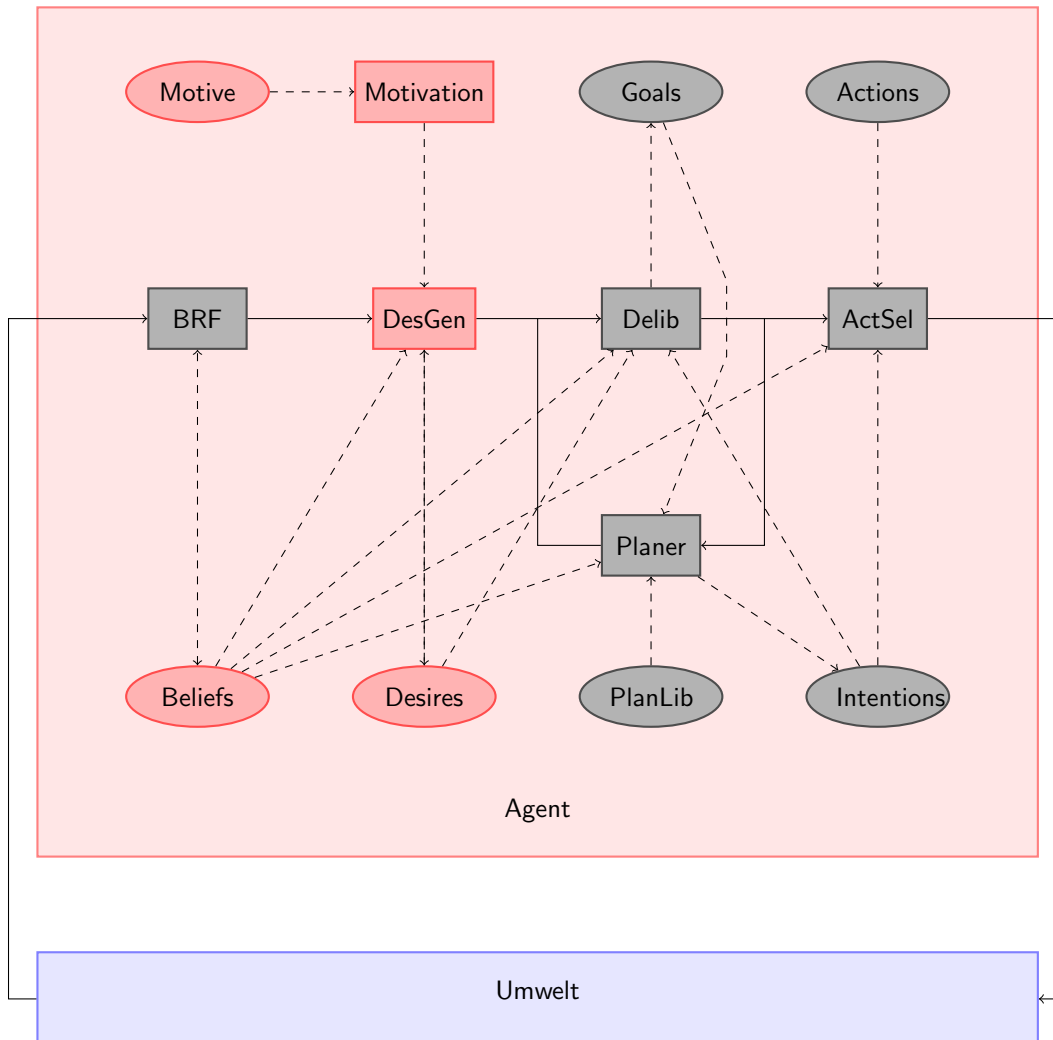 Motive
Motivation
Goals
Actions
BRF
DesGen
Delib
ActSel
Planer
Beliefs
Desires
PlanLib
Intentions
Agent
Umwelt